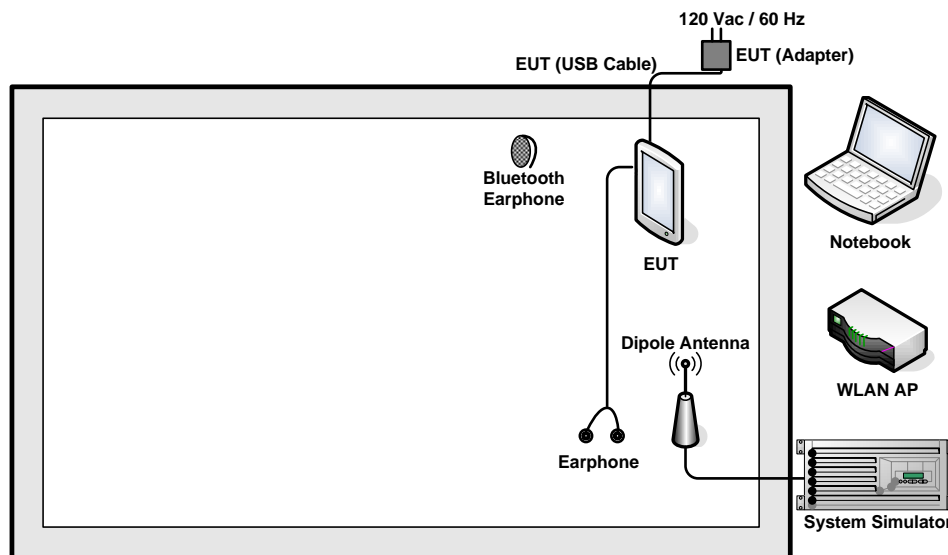 120 Vac / 60 Hz
EUT (Adapter)
EUT (USB Cable)
Bluetooth
Earphone
EUT
Notebook
Dipole Antenna
WLAN AP
Earphone
System Simulator